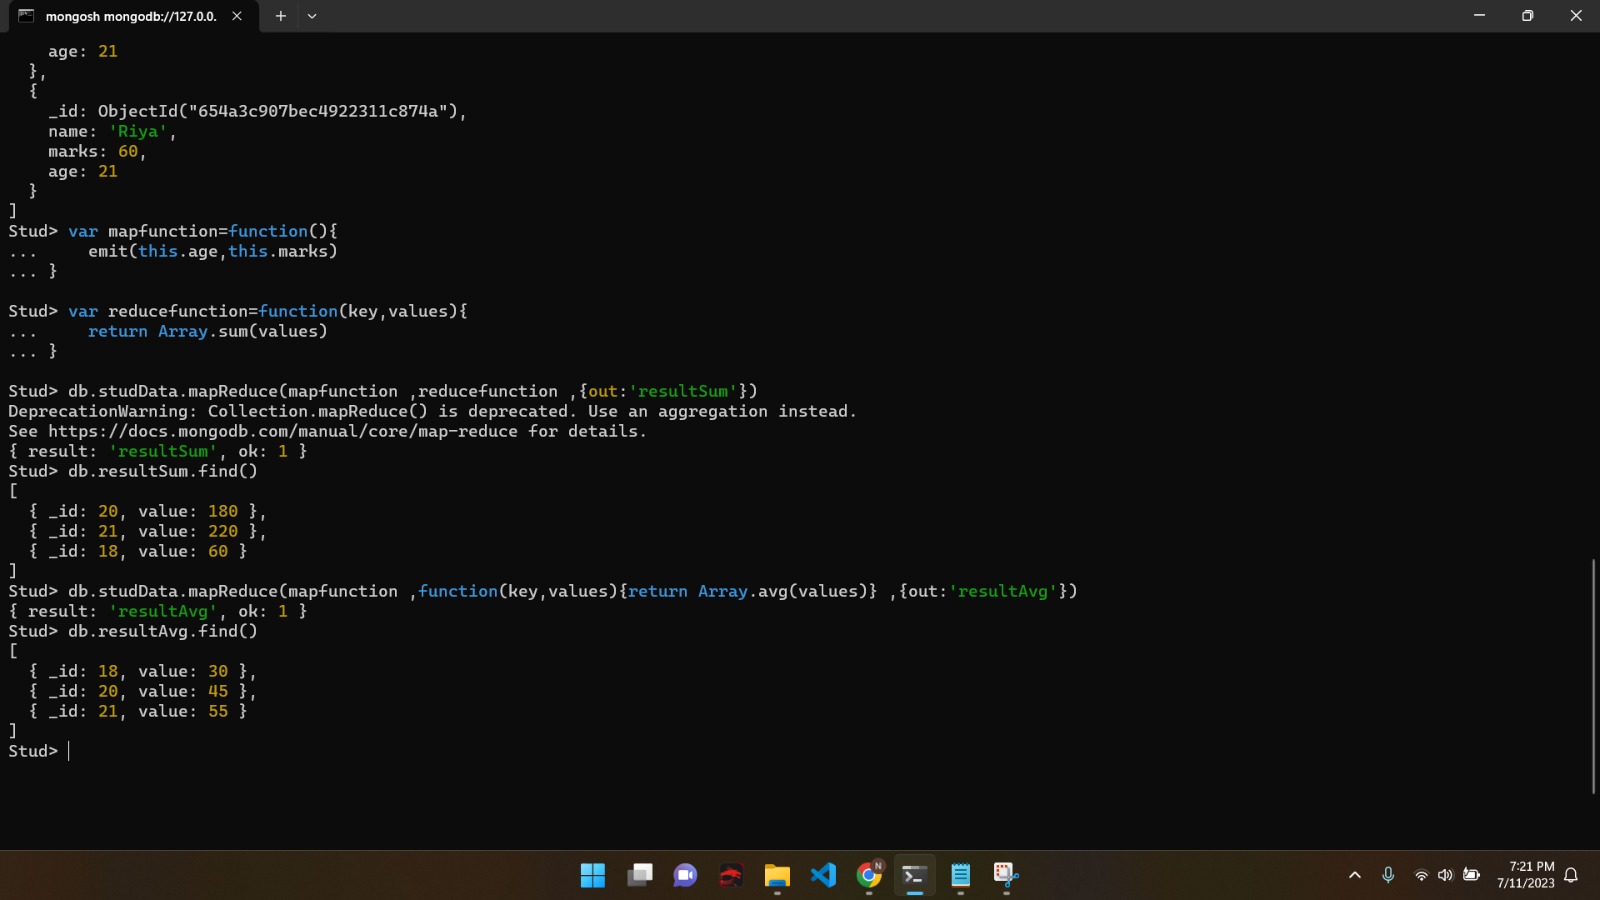 mongosh mongodb://127.0.0.
age: 21
},
{
_id: ObjectId("654a3c907bec4922311c874a"),
name: 'Riya',
marks: 60,
age: 21
}
]
Stud> var mapfunction=function(){
... emit(this.age,this.marks)
... }
Stud> var reducefunction=function(key,values){
... return Array.sum(values)
... }
Stud> db.studData.mapReduce(mapfunction ,reducefunction ,{out:'resultSum'})
DeprecationWarning: Collection.mapReduce() is deprecated. Use an aggregation instead.
See https://docs.mongodb.com/manual/core/map-reduce for details.
{ result: 'resultSum', ok: 1 }
Stud> db.resultSum.find()
[
{ _id: 20, value: 180 },
{ _id: 21, value: 220 },
{ _id: 18, value: 60 }
]
Stud> db.studData.mapReduce(mapfunction ,function(key,values){return Array.avg(values)} ,{out:'resultAvg'})
{ result: 'resultAvg', ok: 1 }
Stud> db.resultAvg.find()
[
{ _id: 18, value: 30 },
{ _id: 20, value: 45 },
{ _id: 21, value: 55 }
]
Stud>
N
7:21 PM
7/11/2023